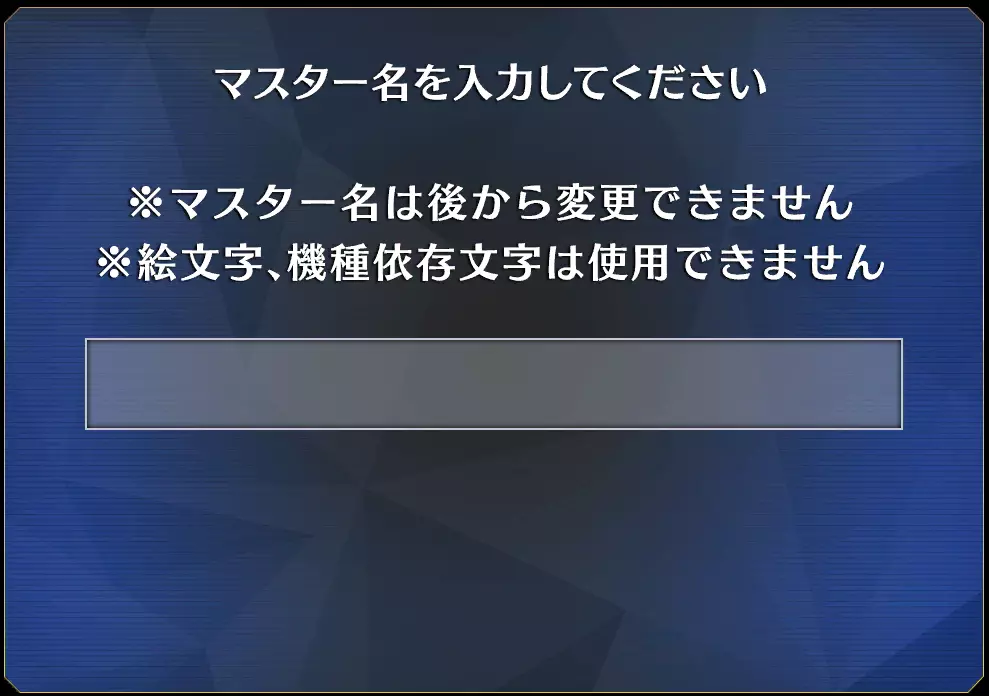 マスター名を入力してください
※マスター名は後から変更できません
※絵文字、機種依存文字は使用できません